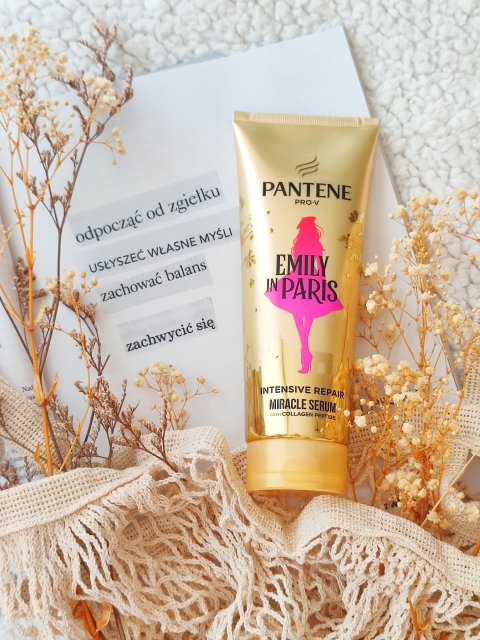 odpocząć od zgiełku
USŁYSZEĆ WŁASNE MYŚLI
zachować balans
zachwycić się
PANTENE
PRO-V
EMILY
IN PARIS
INTENSIVE REPAIR
MIRACLE SERUM
WITH COLLAGEN PEPTIDE